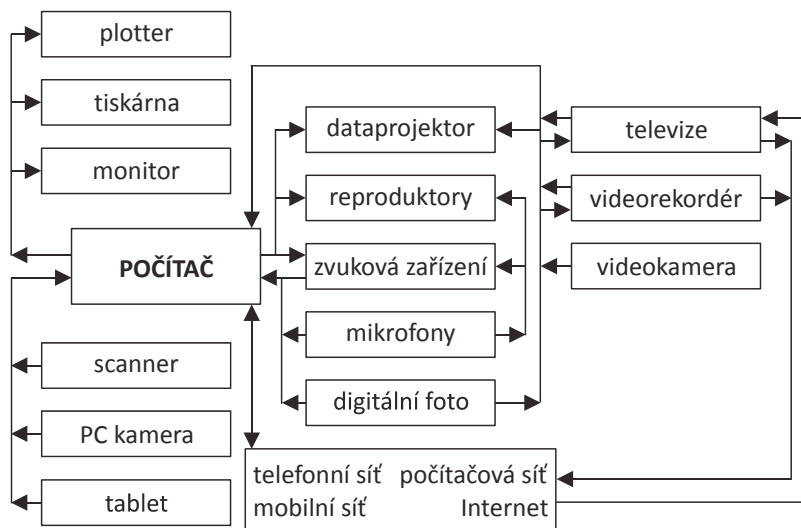 plotter
tiskárna
monitor
POČÍTAČ
scanner
PC kamera
tablet
dataprojektor
reproduktory
zvuková zařízení
mikrofony
digitální foto
televize
videorekordér
videokamera
telefonní síť počítačová síť
mobilní síť Internet